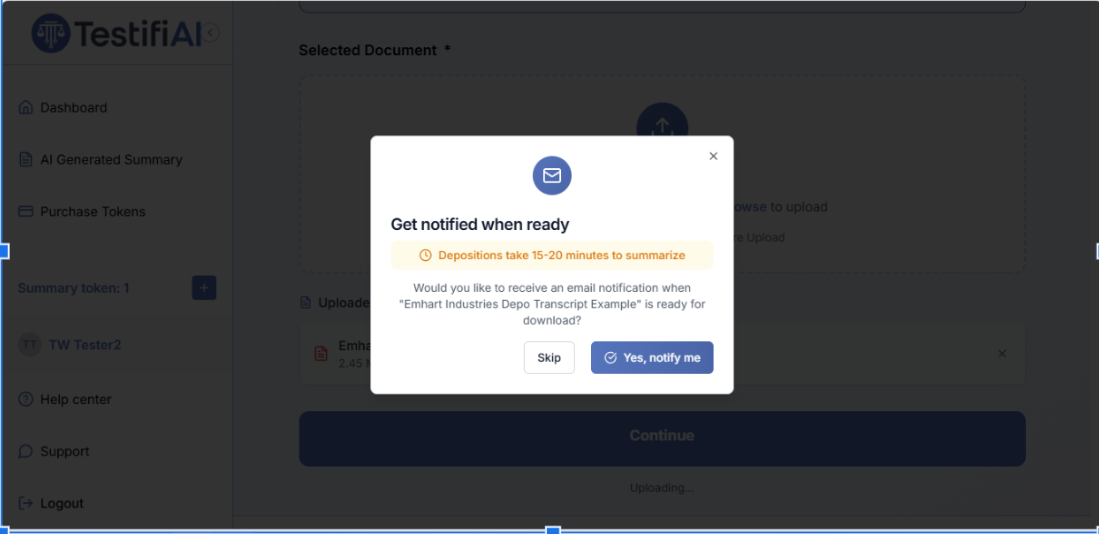 TestifiAI
Dashboard
AI Generated Summary
Purchase Tokens
Summary token: 1
+
TT TW Tester2
Help center
Support
Logout
Selected Document *
owse to upload
re Upload
Uploade
Emha
2.45
Continue
Uploading...
Get notified when ready
Depositions take 15-20 minutes to summarize
Would you like to receive an email notification when
"Emhart Industries Depo Transcript Example" is ready for
download?
Skip
Yes, notify me